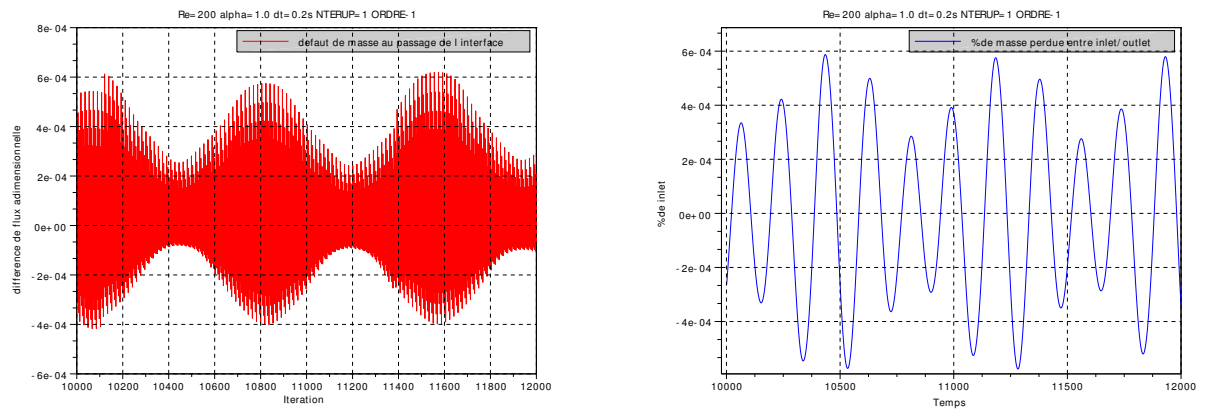 Re=200 alpha=1.0 dt=0.2s NTERUP=1 ORDRE-1
defaut de masse au passage de l interface
8e-04
6e-04
4e-04
2e-04
0e+00
-2e-04
-4e-04
-6e-04
difference de flux adimensionnelle
10000 10200 10400 10600 10800 11000 11200 11400 11600 11800 12000
Iteration
Re=200 alpha=1.0 dt=0.2s NTERUP=1 ORDRE-1
%de masse perdue entre inlet/outlet
6e-04
4e-04
2e-04
0e+00
-2e-04
-4e-04
%de inlet
10000 10500 11000 11500 12000
Temps